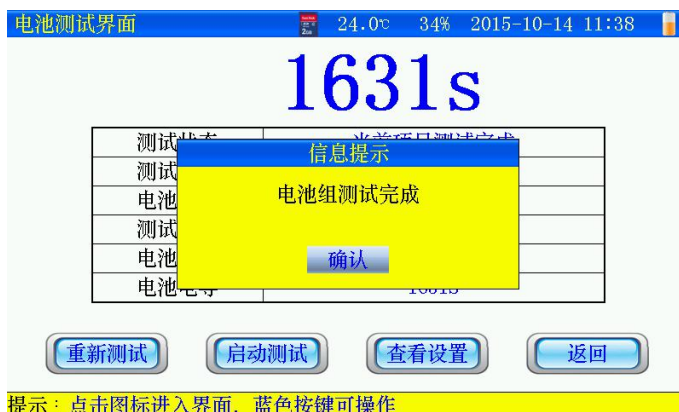 电池测试界面 24.0℃ 34% 2015-10-14 11:38
1631s
信息提示
电池组测试完成
确认
测试
测试
电池
测试
电池
电池
重新测试 启动测试 查看设置 返回
提示：点击图标进入界面，蓝色按键可操作